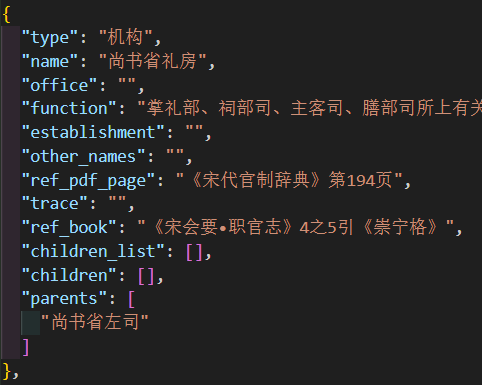 {
"type": "机构",
"name": "尚书省礼房",
"office": "",
"function": "掌礼部、祠部司、主客司、膳部司所上有关
"establishment": "",
"other_names": "",
"ref_pdf_page": "《宋代官制辞典》第194页",
"trace": "",
"ref_book": "《宋会要•职官志》4之5引《崇宁格》",
"children_list": [],
"children": [],
"parents": [
"尚书省左司"
]
},